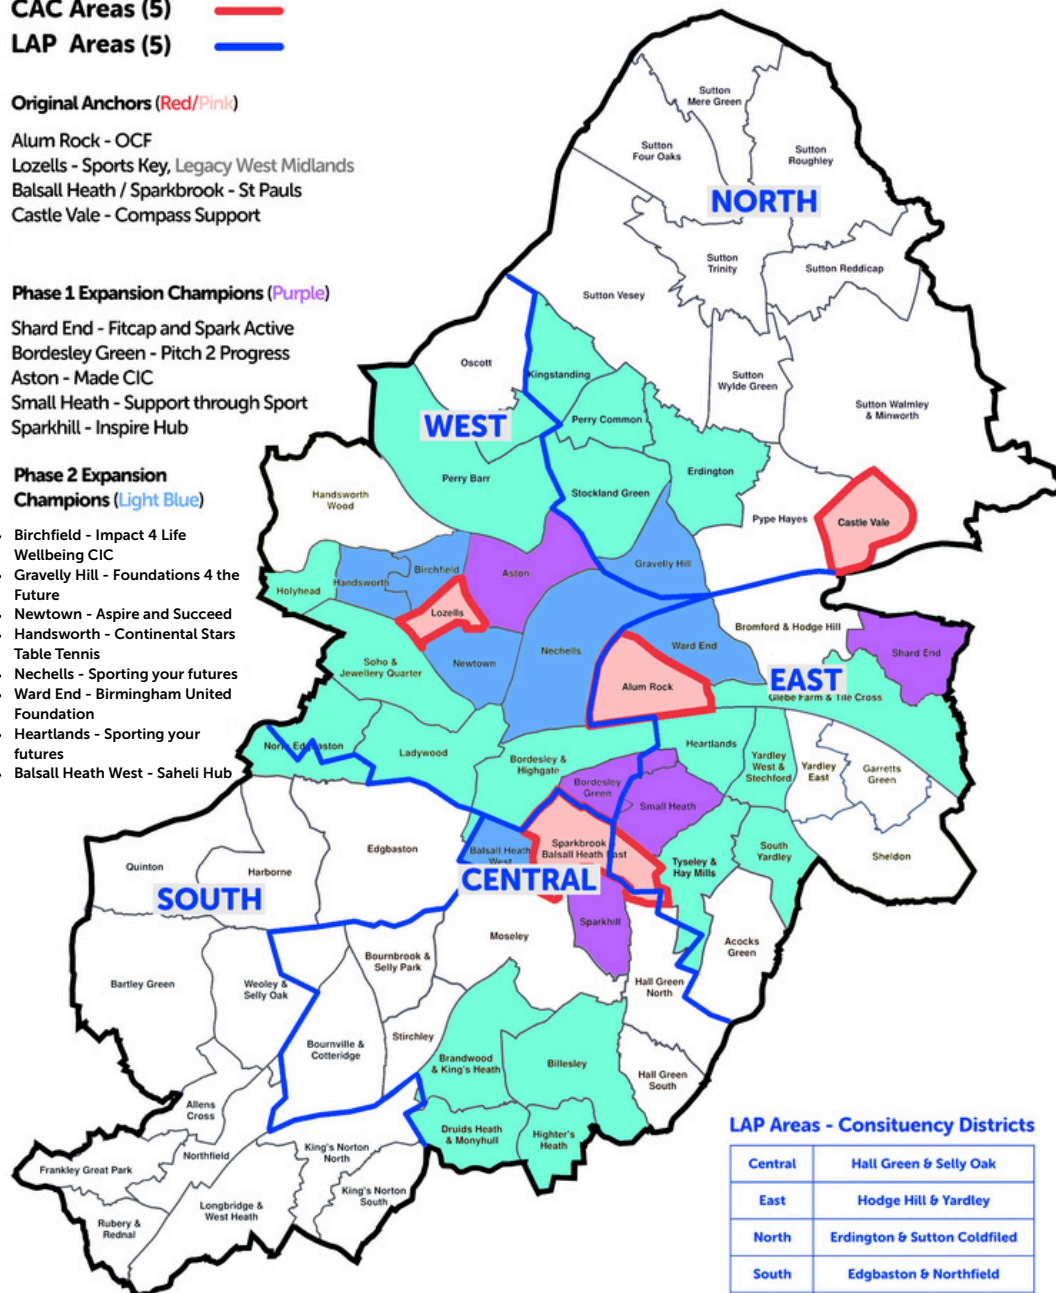 CAC Areas (5)
LAP Areas (5)
Original Anchors (Red/Pink)
Alum Rock - OCF
Lozells - Sports Key, Legacy West Midlands
Balsall Heath / Sparkbrook - St Pauls
Castle Vale - Compass Support
Phase 1 Expansion Champions (Purple)
Shard End - Fitcap and Spark Active
Bordesley Green - Pitch 2 Progress
Aston - Made CIC
Small Heath - Support through Sport
Sparkhill - Inspire Hub
Phase 2 Expansion
Champions (Light Blue)
Birchfield - Impact 4 Life
Wellbeing CIC
Gravelly Hill - Foundations 4 the
Future
Newtown - Aspire and Succeed
Handsworth - Continental Stars
Table Tennis
Nechells - Sporting your futures
Ward End - Birmingham United
Foundation
Heartlands - Sporting your
futures
Balsall Heath West - Saheli Hub
Sutton
Mere Green
Sutton
Four Oaks
Sutton
Roughley
NORTH
Sutton
Trinity
Sutton Reddicap
Sutton Vesey
Oscott
Kingstanding
Sutton
Wylde Green
Sutton Walmley
& Minworth
WEST
Perry Common
Perry Barr
Erdington
Stockland Green
Handsworth
Wood
Pype Hayes
Castle Vale
Holyhead
Handsworth
Birchfield
Aston
Gravelly Hill
Lozells
Bromford & Hodge Hill
Shard End
Soho &
Jewellery Quarter
Newtown
Nechells
Ward End
Alum Rock
EAST
Glebe Farm & Tile Cross
North Edgbaston
Ladywood
Bordesley &
Highgate
Heartlands
Yardley
West &
Stechford
Yardley
East
Garretts
Green
Bordesley
Green
Small Heath
Quinton
Harborne
Edgbaston
Balsall Heath
West
Sparkbrook
Balsall Heath East
Tyseley &
Hay Mills
South
Yardley
Sheldon
SOUTH
CENTRAL
Sparkhill
Moseley
Acocks
Green
Bartley Green
Weoley &
Selly Oak
Bournbrook &
Selly Park
Hall Green
North
Bournville &
Cotteridge
Stirchley
Brandwood
& King's Heath
Billesley
Hall Green
South
Allens
Cross
Druids Heath
& Monyhull
Highter's
Heath
Frankley Great Park
Northfield
King's Norton
North
King's Norton
South
Longbridge &
West Heath
Rubery &
Rednal
LAP Areas - Consituency Districts
Central Hall Green & Selly Oak
East Hodge Hill & Yardley
North Erdington & Sutton Coldfiled
South Edgbaston & Northfield